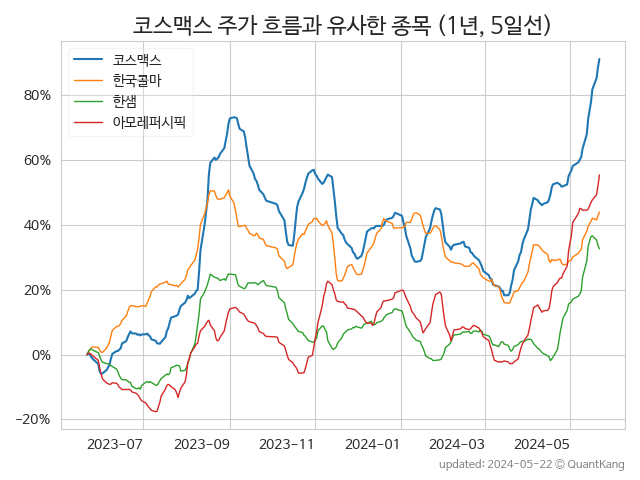 코스맥스 주가 흐름과 유사한 종목 (1년, 5일선)
코스맥스
한국콜마
한샘
아모레퍼시픽
80%
60%
40%
20%
0%
−20%
2023−07
2023−09
2023−11
2024−01
2024−03
2024−05
updated: 2024-05-22 © QuantKang